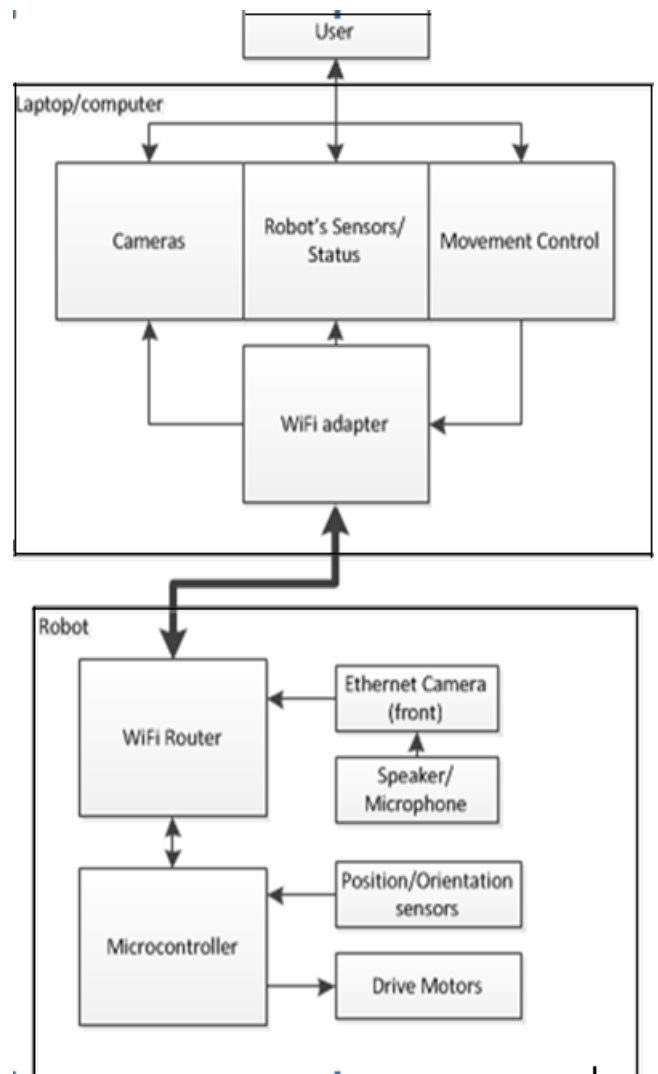 User
Laptop/computer
Cameras
Robot's Sensors/
Status
Movement Control
WiFi adapter
Robot
WiFi Router
Ethernet Camera
(front)
Speaker/
Microphone
Position/Orientation
sensors
Microcontroller
Drive Motors